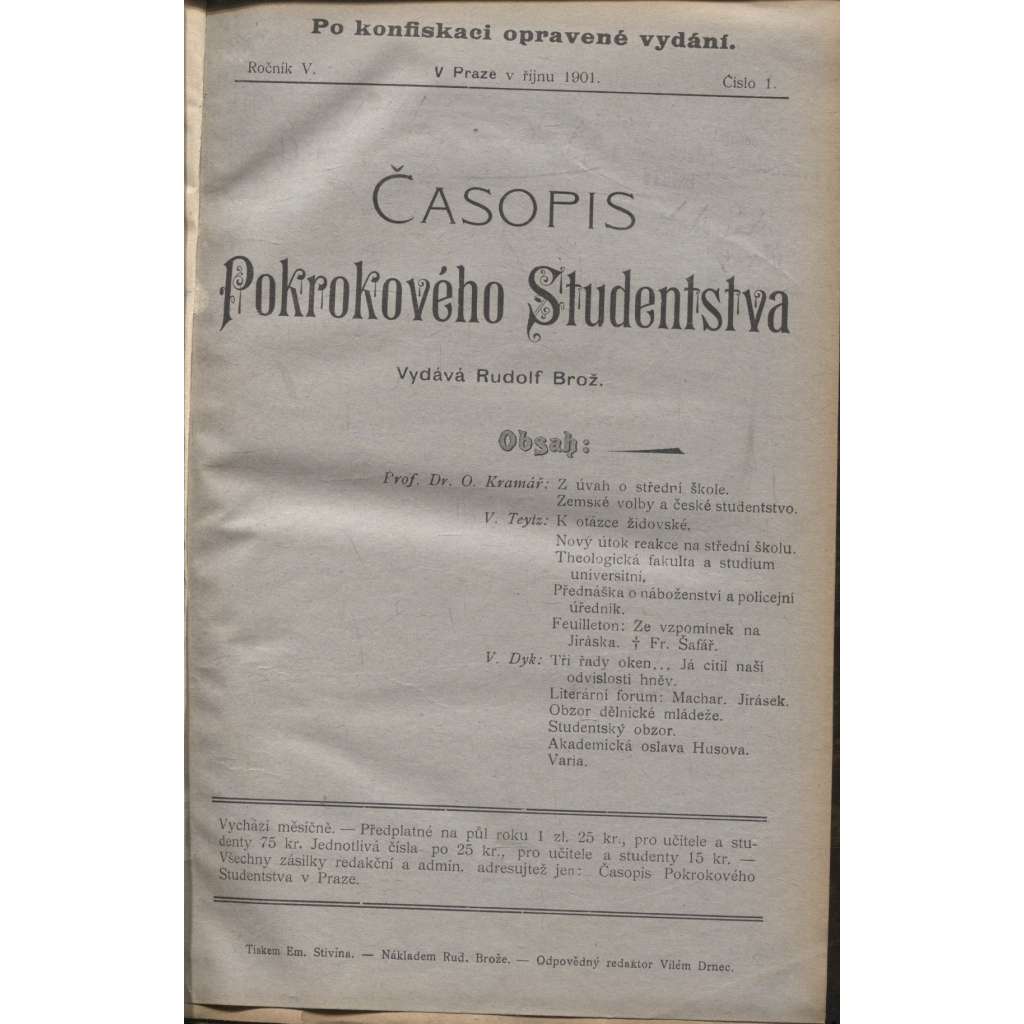 Po konfiskaci opravené vydání.
Ročník V. V Praze v říjnu 1901. Číslo 1.
ČASOPIS
Pokrokového Studentstva
Vydává Rudolf Brož.
Obsah:
Prof. Dr. O. Kramář: Z úvah o střední škole.
Zemské volby a české studentstvo.
V. Teytz: K otázce židovské.
Nový útok reakce na střední školu.
Theologická fakulta a studium
universitní.
Přednáška o náboženství a policejní
úředník.
Feuilleton: Ze vzpomínek na
Jiráska. † Fr. Šafář.
V. Dyk: Tři řady oken... Já cítil naší
odvislosti hněv.
Literární forum: Machar. Jirásek.
Obzor dělnické mládeže.
Studentský obzor.
Akademická oslava Husova.
Varia.
Vychází měsíčně. — Předplatné na půl roku 1 zl. 25 kr., pro učitele a stu-
denty 75 kr. Jednotlivá čísla po 25 kr., pro učitele a studenty 15 kr. —
Všechny zásilky redakční a admin. adresujtež jen: Časopis Pokrokového
Studentstva v Praze.
Tiskem Em. Stivína. — Nákladem Rud. Brože. — Odpovědný redaktor Vilém Drnec.